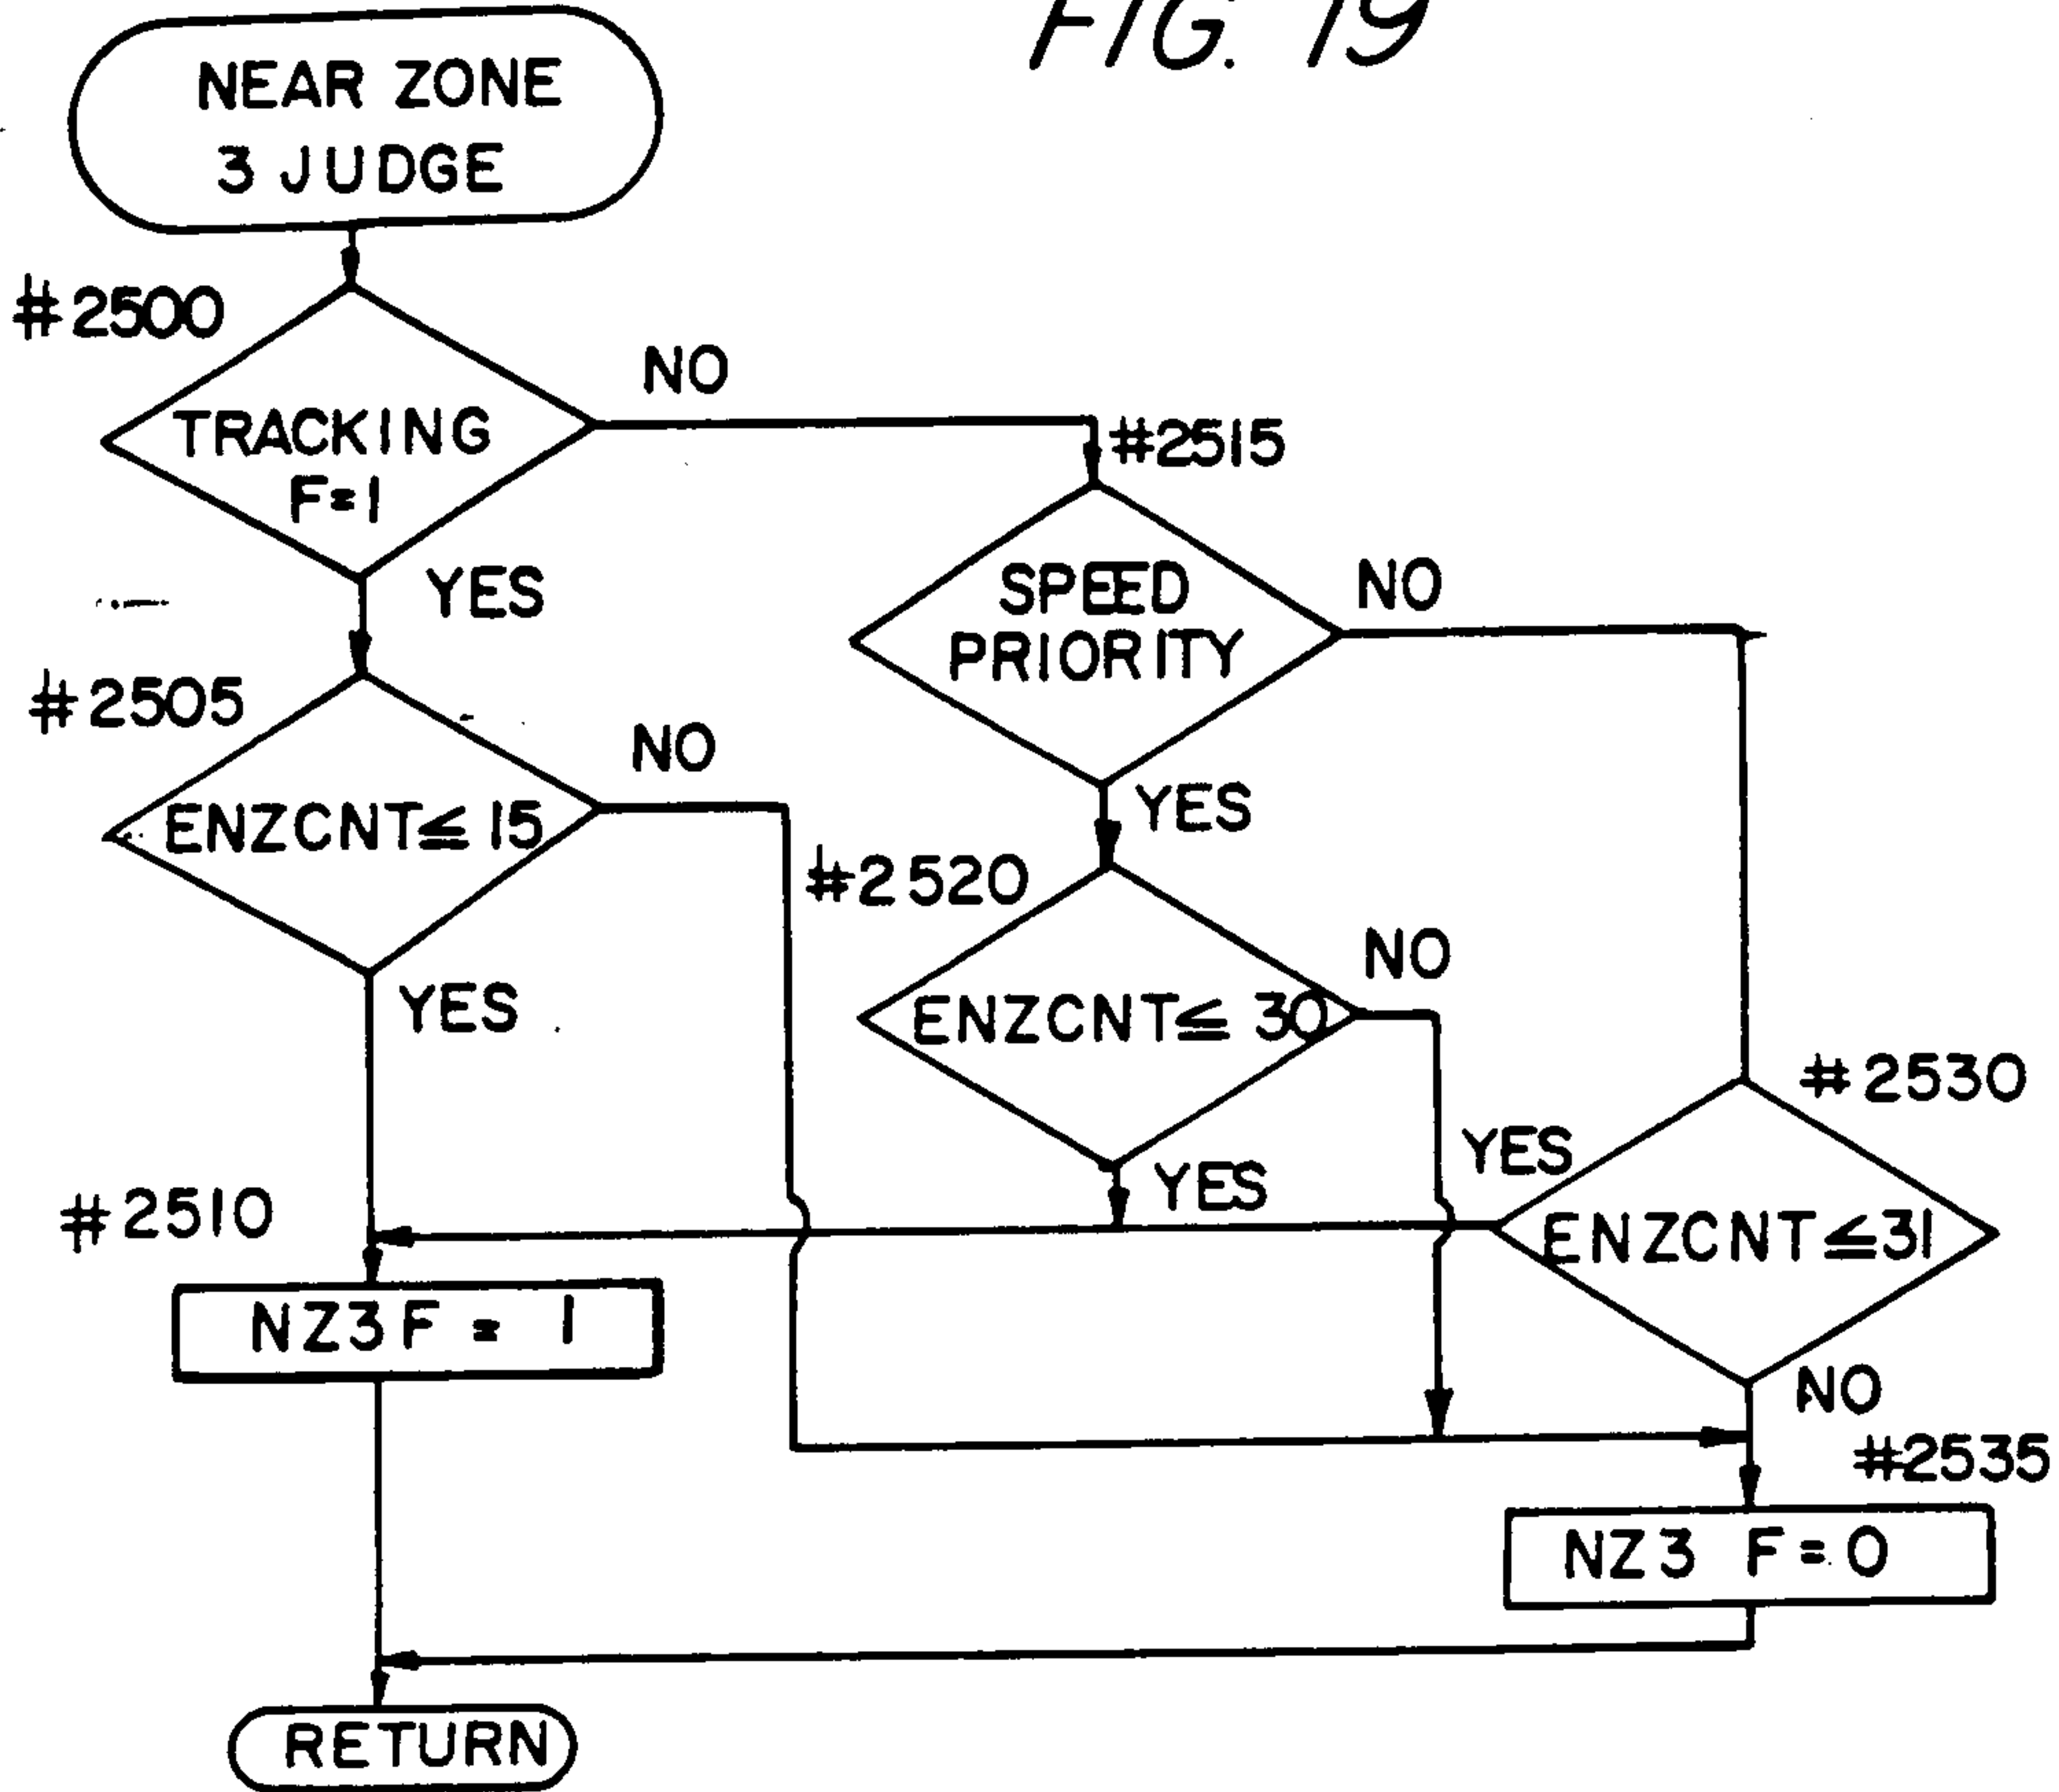 FIG. 19
NEAR ZONE
3 JUDGE
#2500
TRACKING
F=1
NO
YES
#2515
SPEED
PRIORITY
NO
YES
#2505
ENZCNT≦15
NO
YES
#2520
ENZCNT≦30
NO
YES
#2530
YES
ENZCNT≦31
NO
#2510
NZ3F = 1
#2535
NZ3 F=0
RETURN